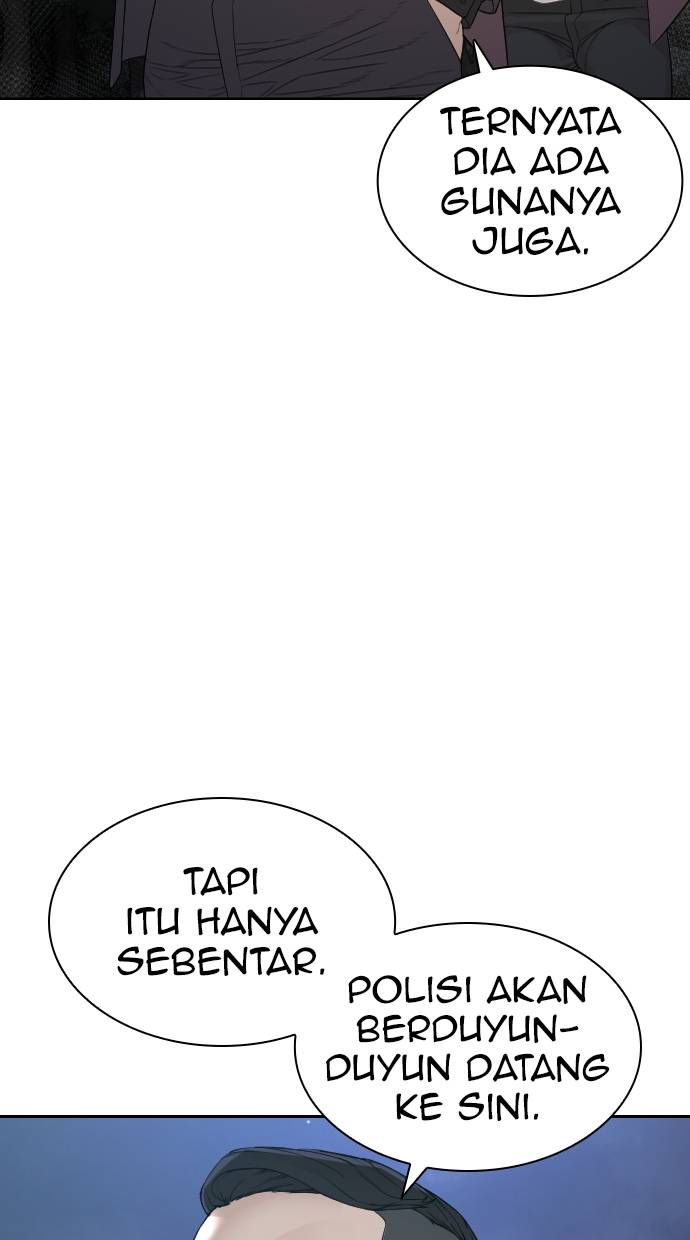 TERNYATA
DIA ADA
GUNANYA
JUGA.
TAPI
ITU HANYA
SEBENTAR.
POLISI AKAN
BERDUYUN-
DUYUN DATANG
KE SINI.